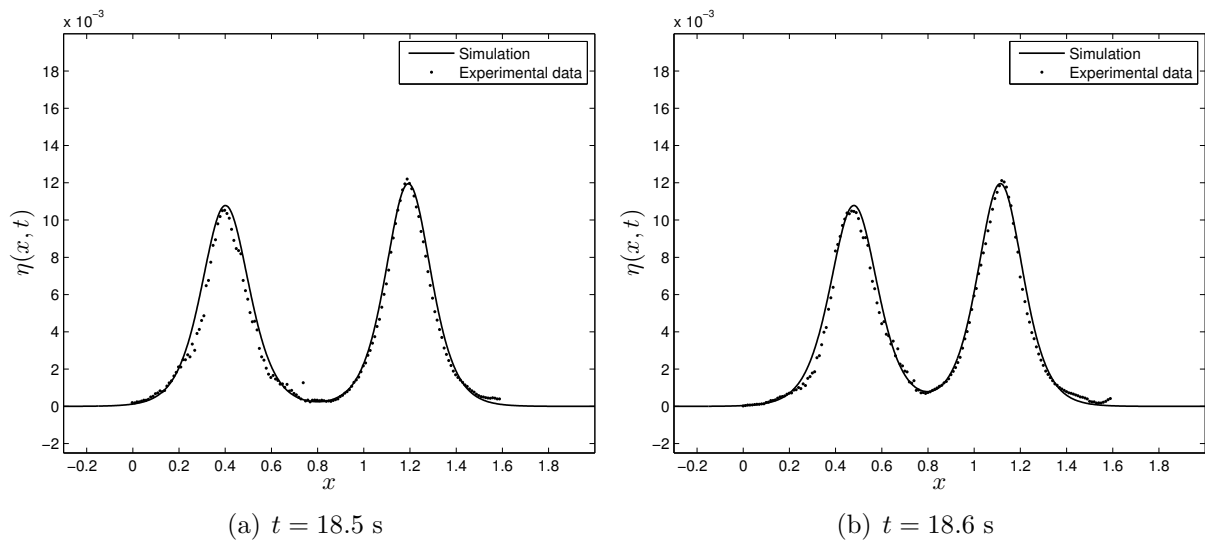 x 10⁻³
18
16
14
12
10
8
6
4
2
0
−2
η(x, t)
−0.2 0 0.2 0.4 0.6 0.8 1 1.2 1.4 1.6 1.8
x
Simulation
Experimental data
(a) t = 18.5 s
x 10⁻³
18
16
14
12
10
8
6
4
2
0
−2
η(x, t)
−0.2 0 0.2 0.4 0.6 0.8 1 1.2 1.4 1.6 1.8
x
Simulation
Experimental data
(b) t = 18.6 s